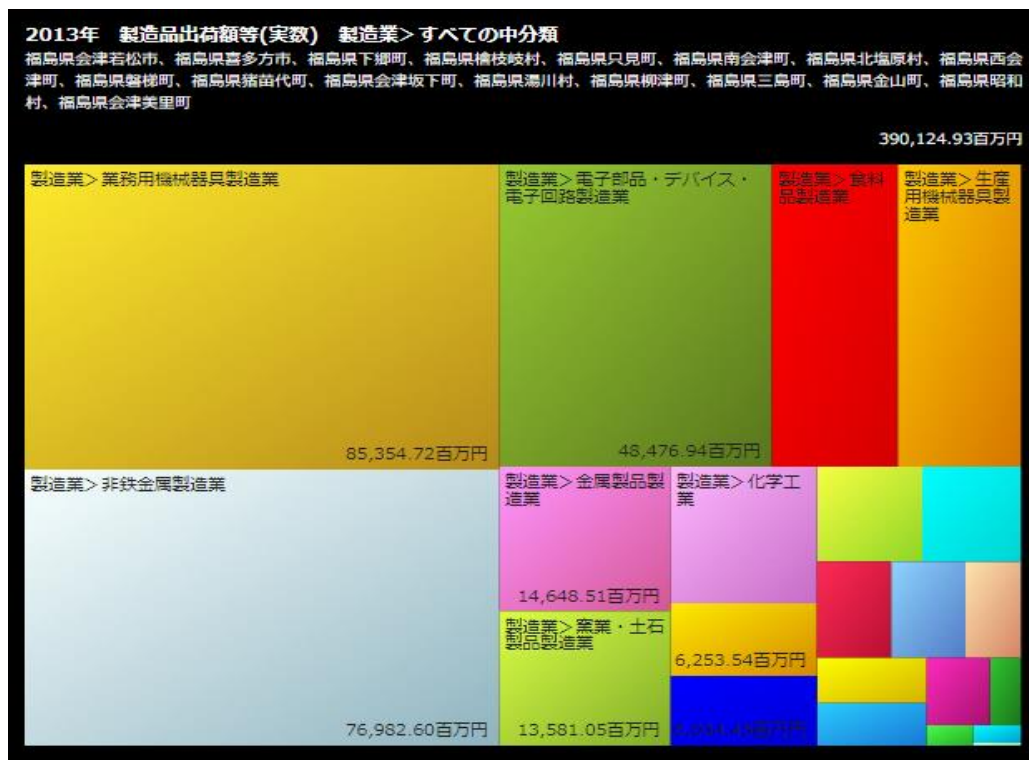 2013年　製造品出荷額等(実数)　製造業>すべての中分類
福島県会津若松市、福島県喜多方市、福島県下郷町、福島県檜枝岐村、福島県只見町、福島県南会津町、福島県北塩原村、福島県西会
津町、福島県磐梯町、福島県猪苗代町、福島県会津坂下町、福島県湯川村、福島県柳津町、福島県三島町、福島県金山町、福島県昭和
村、福島県会津美里町
390,124.93百万円
製造業>業務用機械器具製造業
85,354.72百万円
製造業>電子部品・デバイス・
電子回路製造業
48,476.94百万円
製造業>食料
品製造業
製造業>生産
用機械器具製
造業
製造業>非鉄金属製造業
76,982.60百万円
製造業>金属製品製
造業
14,648.51百万円
製造業>化学工
業
製造業>窯業・土石
製品製造業
13,581.05百万円
6,253.54百万円